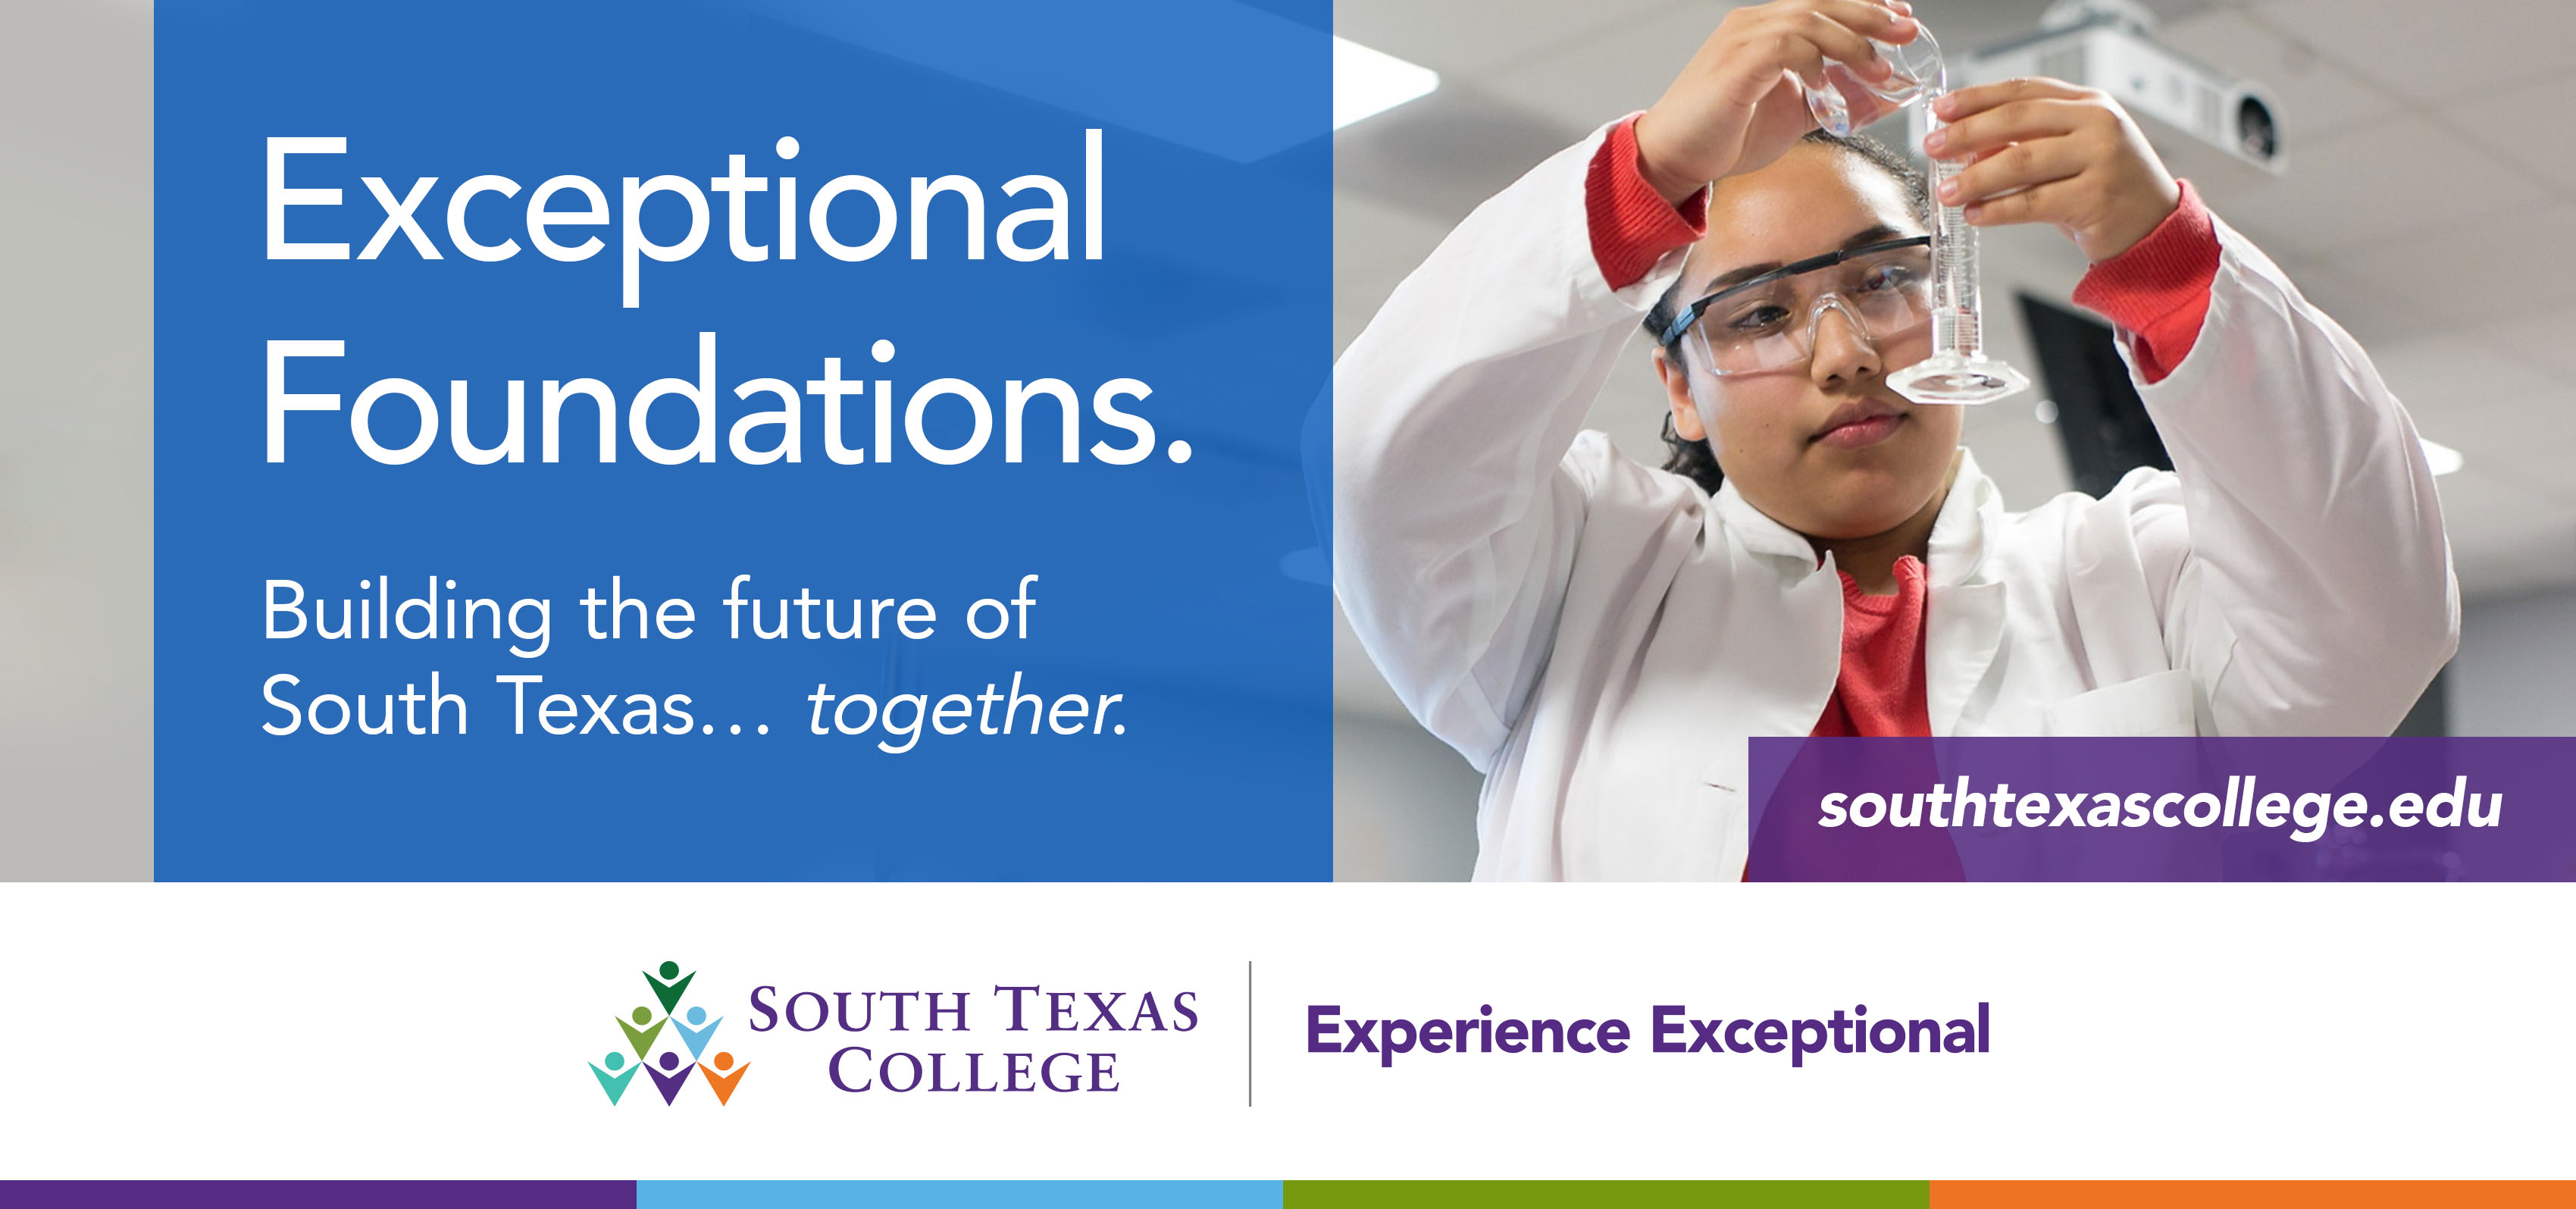 Exceptional
Foundations.
Building the future of
South Texas... together.
southtexascollege.edu
SOUTH TEXAS
COLLEGE
Experience Exceptional